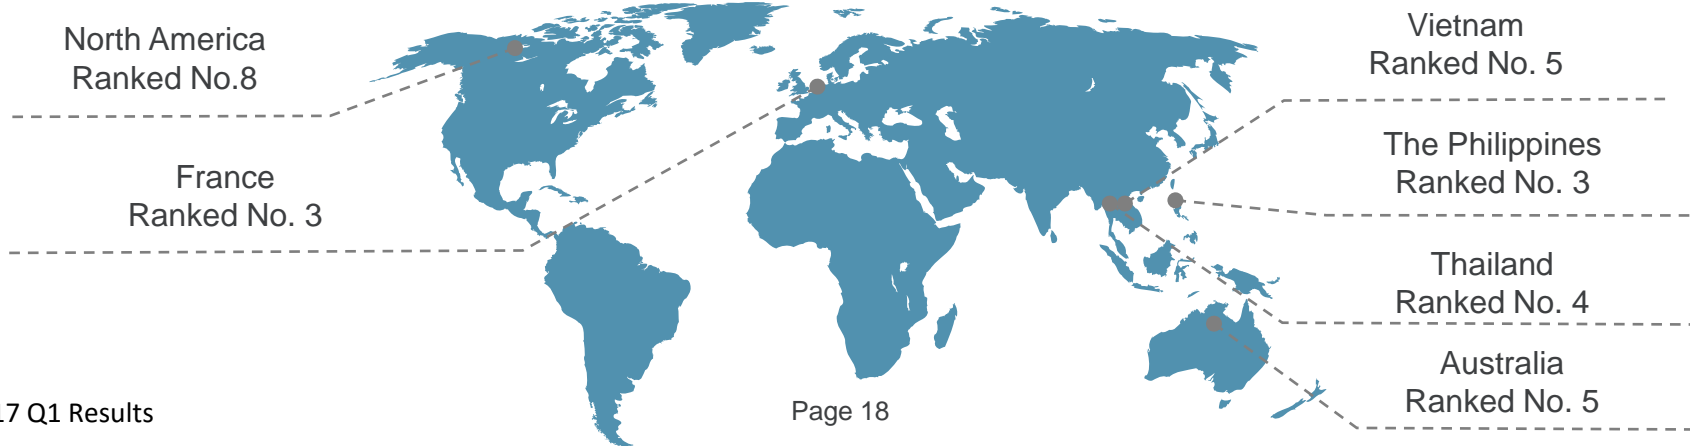 North America
Ranked No.8
France
Ranked No. 3
Vietnam
Ranked No. 5
The Philippines
Ranked No. 3
Thailand
Ranked No. 4
Australia
Ranked No. 5
17 Q1 Results
Page 18